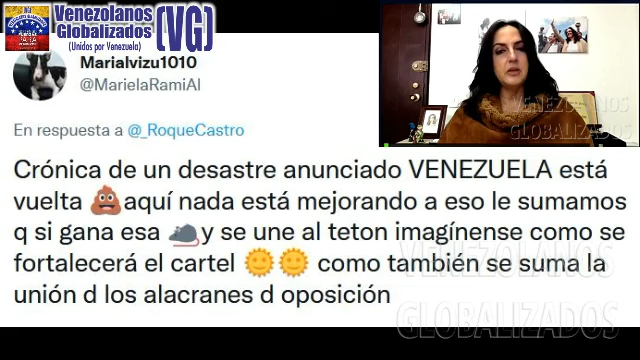 Venezolanos
Globalizados
(Unidos por Venezuela)
(VG)
Marialvizu1010
@MarielaRamiAl
En respuesta a @_RoqueCastro
Crónica de un desastre anunciado VENEZUELA está
vuelta 💩aquí nada está mejorando a eso le sumamos
q si gana esa 🐁y se une al teton imagínense como se
fortalecerá el cartel 🌞🌞 como también se suma la
unión d los alacranes d oposición
VENEZOLANOS
GLOBALIZADOS
VENEZOLANOS
GLOBALIZADOS